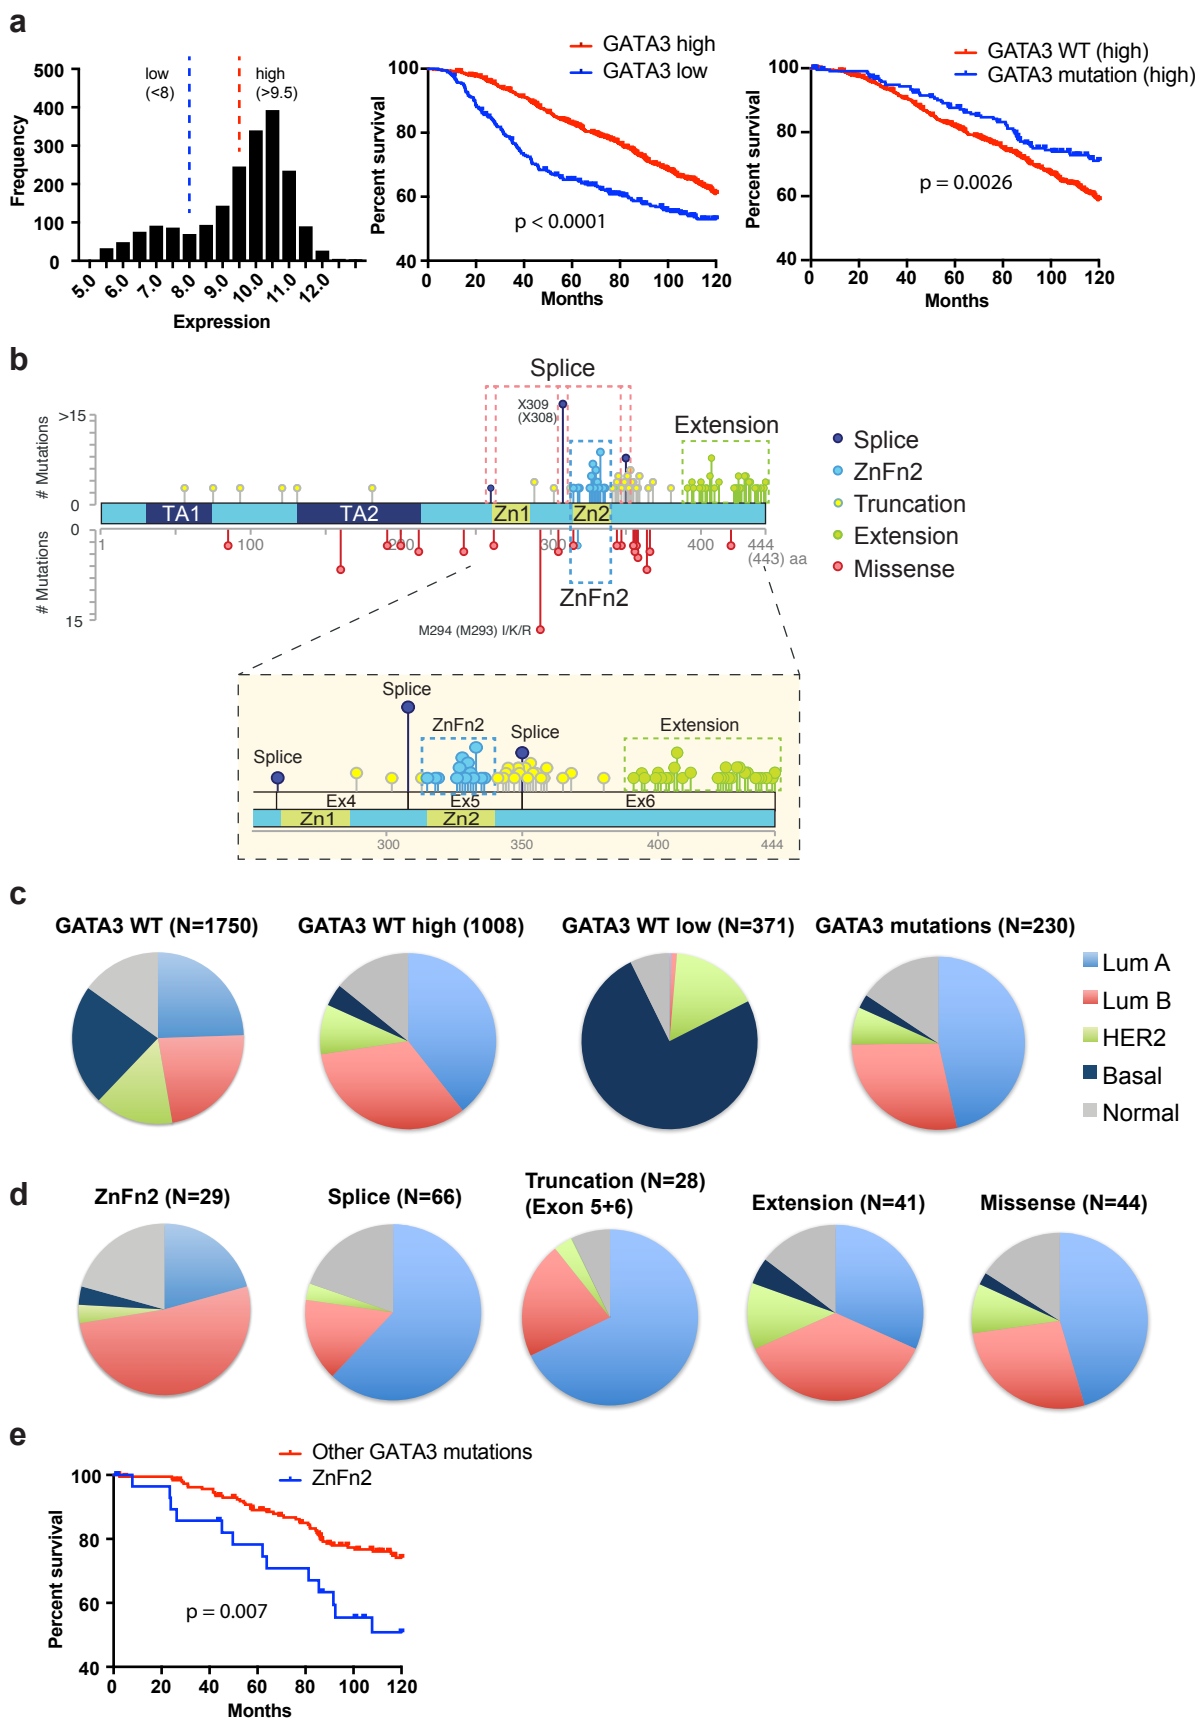 a
500
400
300
200
100
0
Frequency
low
(<8)
high
(>9.5)
5.0
6.0
7.0
8.0
9.0
10.0
11.0
12.0
Expression
GATA3 high
GATA3 low
100
80
60
40
Percent survival
p < 0.0001
0 20 40 60 80 100 120
Months
GATA3 WT (high)
GATA3 mutation (high)
100
80
60
40
Percent survival
p = 0.0026
0 20 40 60 80 100 120
Months
b
Splice
>15
# Mutations
0
X309
(X308)
Extension
TA1
TA2
Zn1
Zn2
0
# Mutations
15
1
100
200
300
400
444
(443) aa
ZnFn2
M294 (M293) I/K/R
Splice
ZnFn2
Truncation
Extension
Missense
Splice
Splice
ZnFn2
Splice
Extension
Ex4
Ex5
Ex6
Zn1
Zn2
300
350
400
444
c
GATA3 WT (N=1750)
GATA3 WT high (1008)
GATA3 WT low (N=371)
GATA3 mutations (N=230)
Lum A
Lum B
HER2
Basal
Normal
d
ZnFn2 (N=29)
Splice (N=66)
Truncation (N=28)
(Exon 5+6)
Extension (N=41)
Missense (N=44)
e
Other GATA3 mutations
ZnFn2
100
80
60
40
Percent survival
p = 0.007
0 20 40 60 80 100 120
Months